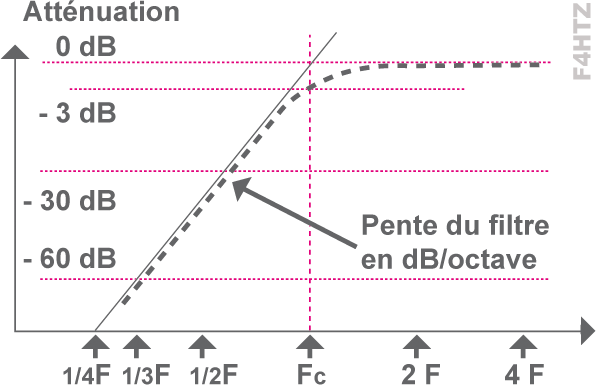 Atténuation
0 dB
- 3 dB
- 30 dB
- 60 dB
Pente du filtre
en dB/octave
1/4F 1/3F 1/2F Fc 2 F 4 F
F4HTZ